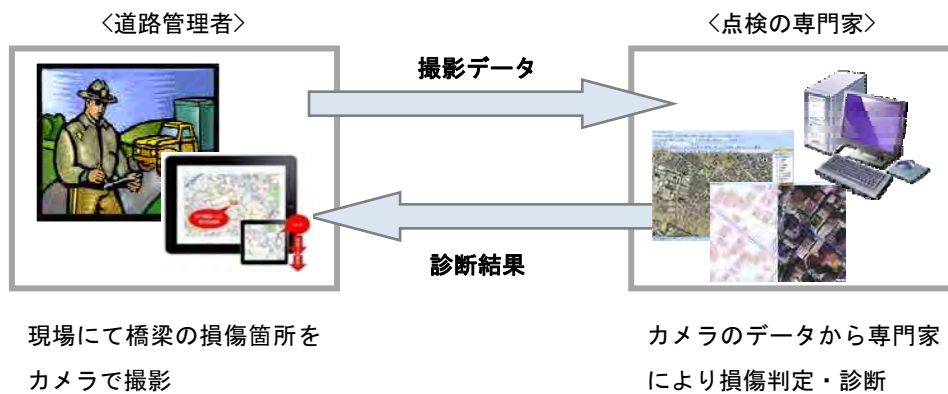 <道路管理者>
<点検の専門家>
撮影データ
診断結果
現場にて橋梁の損傷箇所を
カメラで撮影
カメラのデータから専門家
により損傷判定・診断